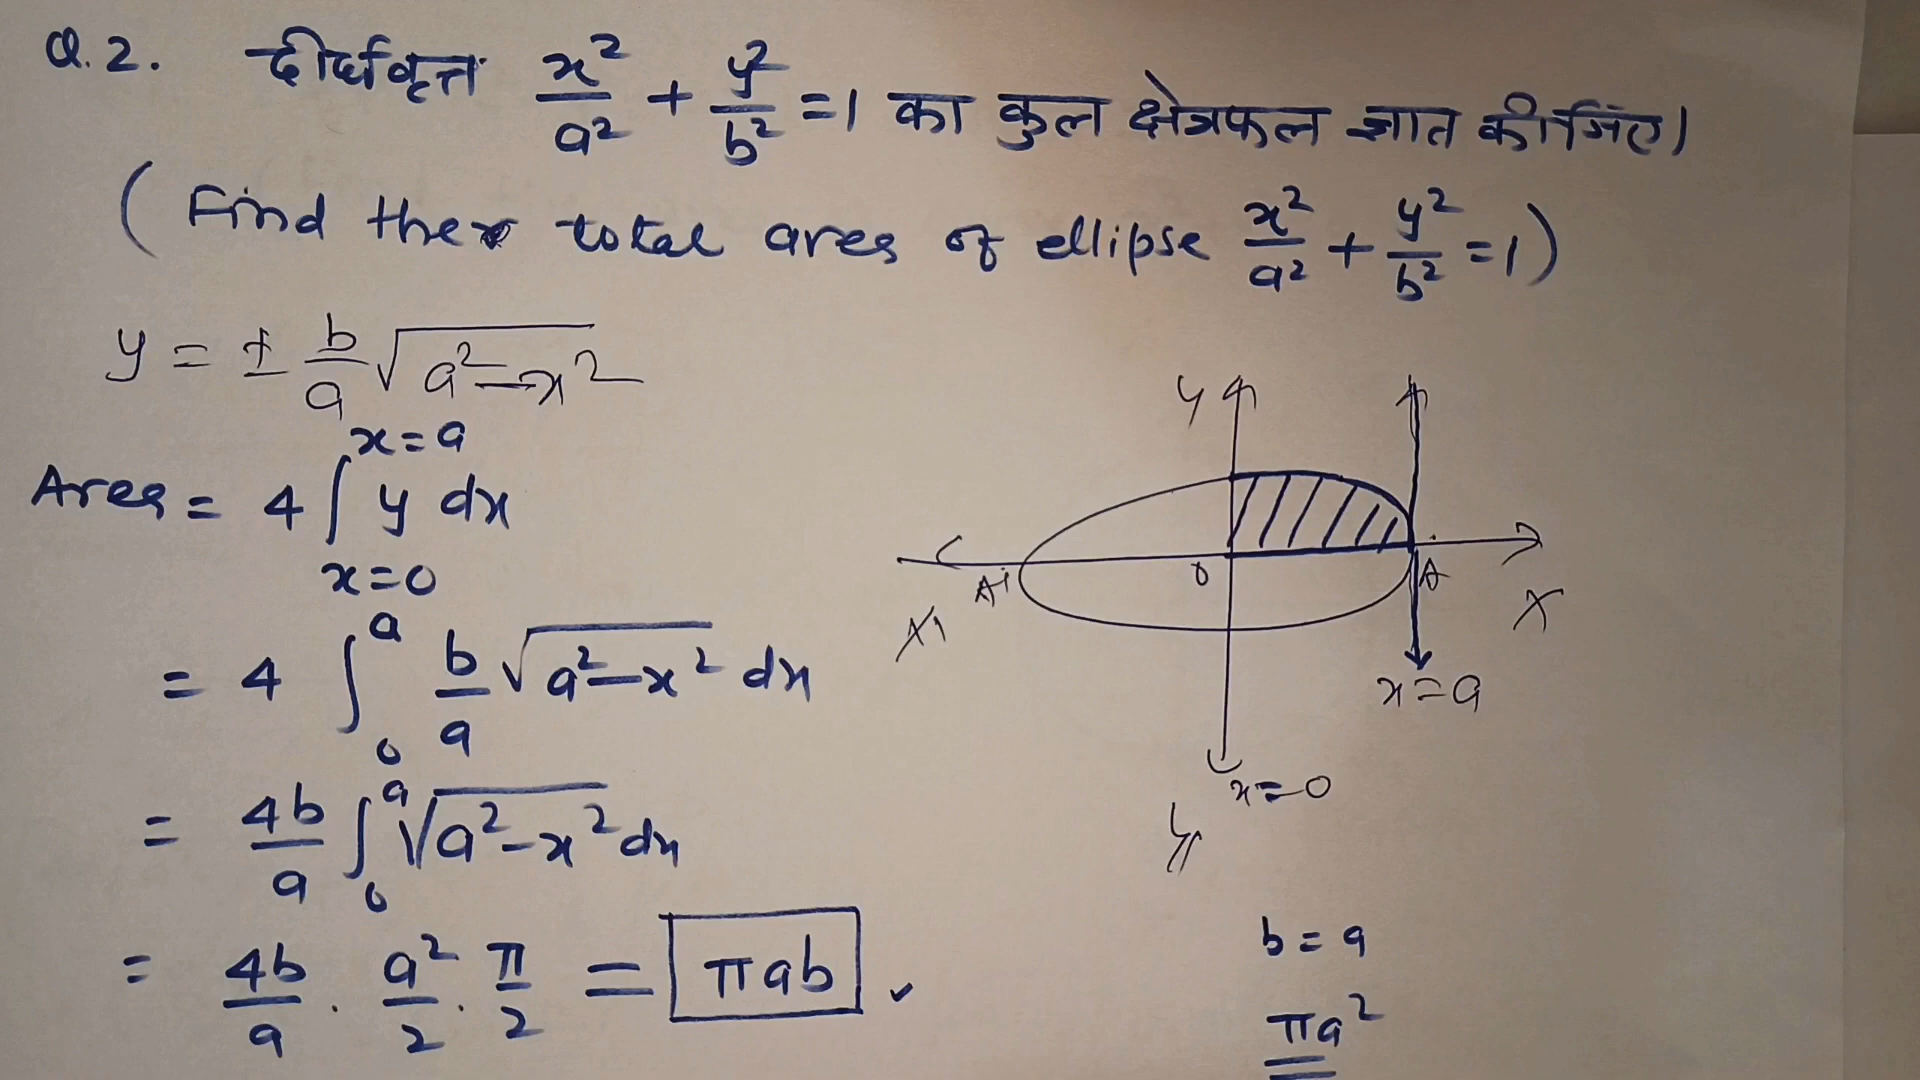 Q.2. दीर्घवृत्त x²/a² + y²/b² = 1 का कुल क्षेत्रफल ज्ञात कीजिए।
( Find the total area of ellipse x²/a² + y²/b² = 1 )
y = ± b/a √(a²-x²)
Area = 4 ∫_{x=0}^{x=a} y dx
= 4 ∫₀ᵃ b/a √(a²-x²) dx
= 4b/a ∫₀ᵃ √(a²-x²) dx
= 4b/a · a²/2 · π/2 = πab
Y
A' O A
X' X
x=a
x=0
Y'
b = a
πa²